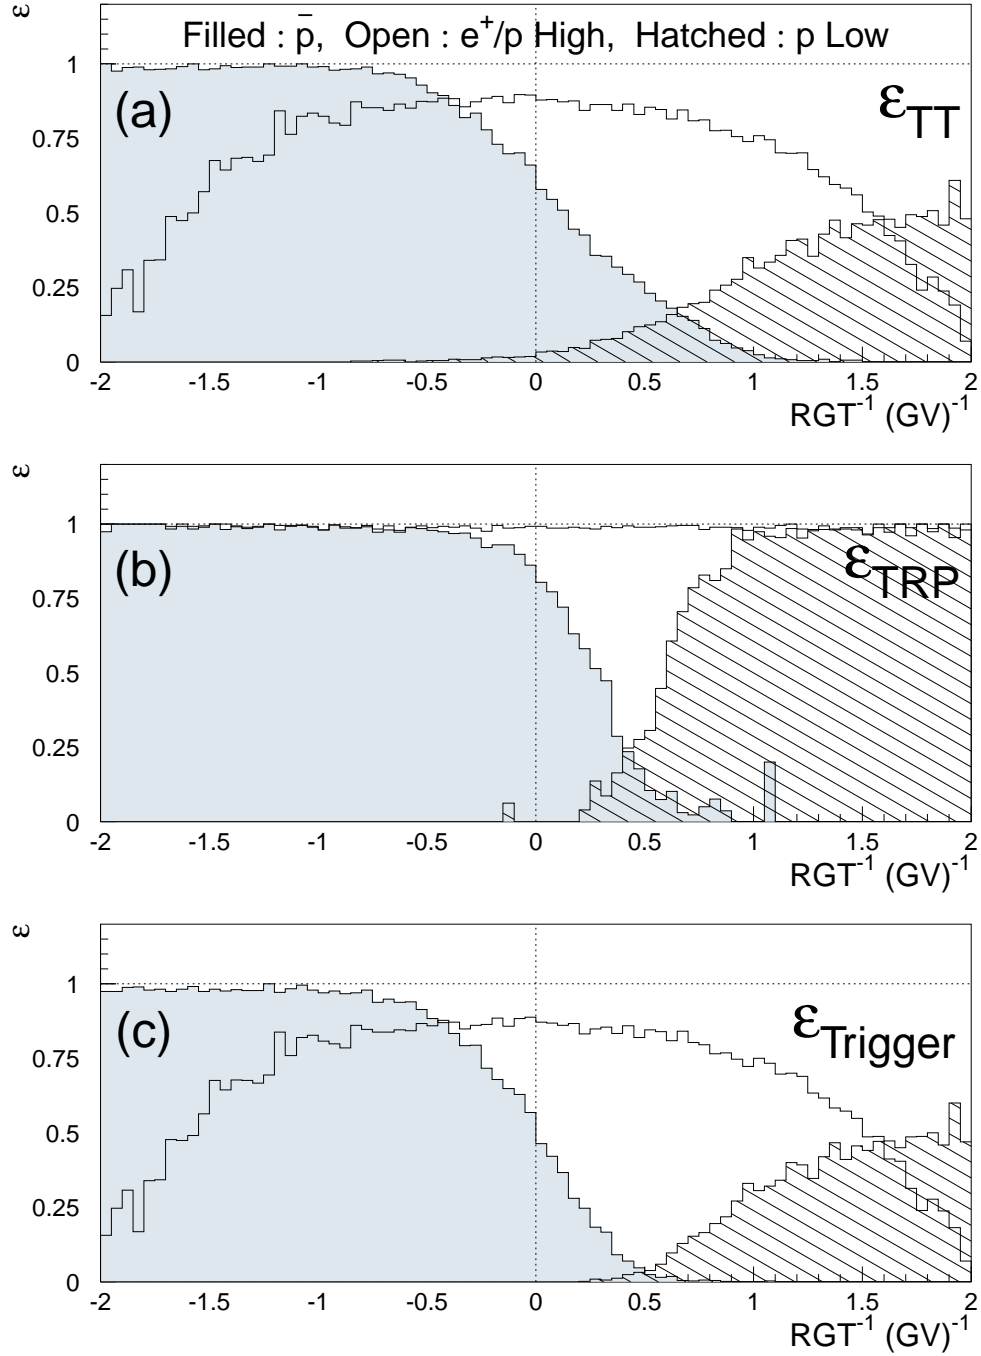 ε
Filled : p̄, Open : e⁺/p High, Hatched : p Low
1
(a)
ε_TT
0.75
0.5
0.25
0
-2 -1.5 -1 -0.5 0 0.5 1 1.5 2
RGT⁻¹ (GV)⁻¹
ε
1
(b)
ε_TRP
0.75
0.5
0.25
0
-2 -1.5 -1 -0.5 0 0.5 1 1.5 2
RGT⁻¹ (GV)⁻¹
ε
1
(c)
ε_Trigger
0.75
0.5
0.25
0
-2 -1.5 -1 -0.5 0 0.5 1 1.5 2
RGT⁻¹ (GV)⁻¹